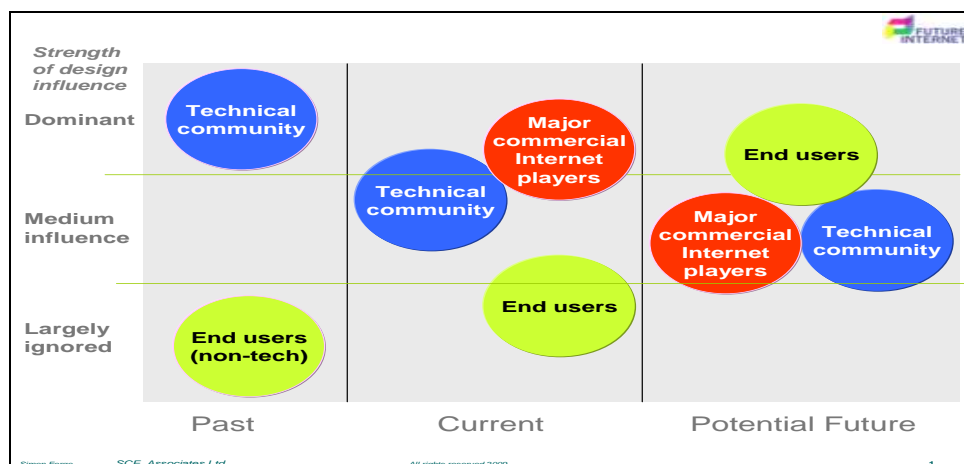 FUTURE
INTERNET
Strength
of design
influence
Dominant
Medium
influence
Largely
ignored
Technical
community
End users
(non-tech)
Technical
community
Major
commercial
Internet
players
End users
End users
Major
commercial
Internet
players
Technical
community
Past
Current
Potential Future
SCF Associates Ltd
All rights reserved 2009
1